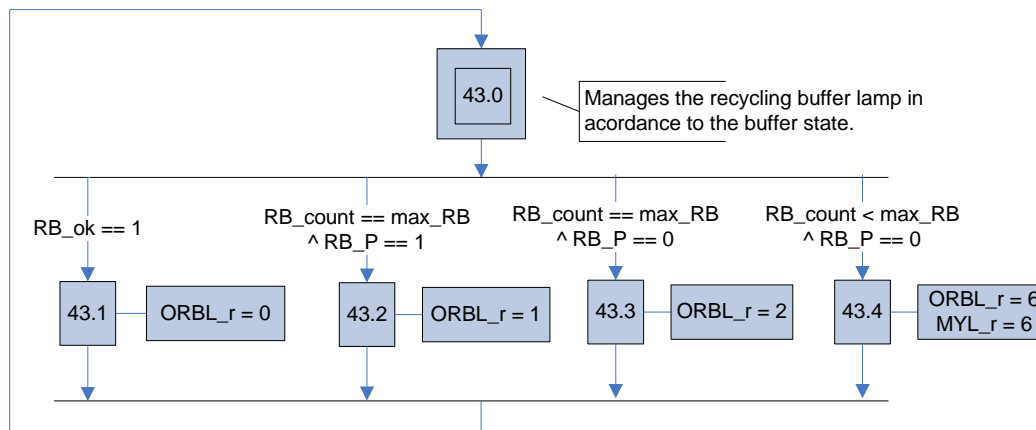 43.0
Manages the recycling buffer lamp in
acordance to the buffer state.
RB_ok == 1
RB_count == max_RB
^ RB_P == 1
RB_count == max_RB
^ RB_P == 0
RB_count < max_RB
^ RB_P == 0
43.1
ORBL_r = 0
43.2
ORBL_r = 1
43.3
ORBL_r = 2
43.4
ORBL_r = 6
MYL_r = 6